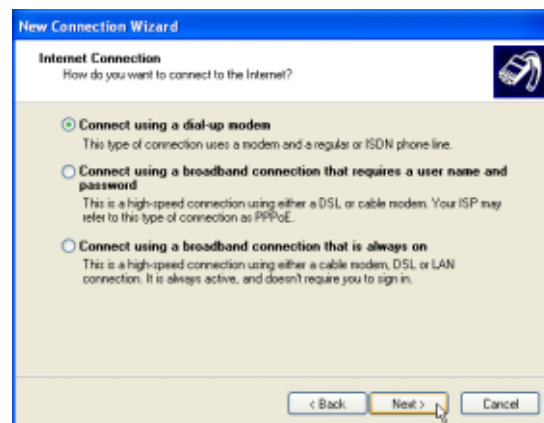 New Connection Wizard
Internet Connection
How do you want to connect to the Internet?
Connect using a dial-up modem
This type of connection uses a modem and a regular or ISDN phone line.
Connect using a broadband connection that requires a user name and
password
This is a high-speed connection using either a DSL or cable modem. Your ISP may
refer to this type of connection as PPPoE.
Connect using a broadband connection that is always on
This is a high-speed connection using either a cable modem, DSL or LAN
connection. It is always active, and doesn't require you to sign in.
< Back Next > Cancel